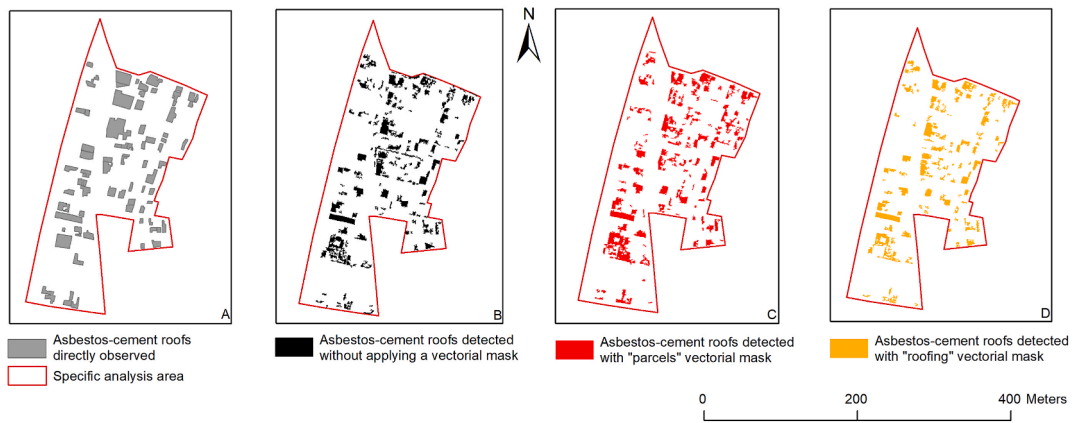 N
A
B
C
D
Asbestos-cement roofs
directly observed
Specific analysis area
Asbestos-cement roofs detected
without applying a vectorial mask
Asbestos-cement roofs detected
with "parcels" vectorial mask
Asbestos-cement roofs detected
with "roofing" vectorial mask
0 200 400 Meters